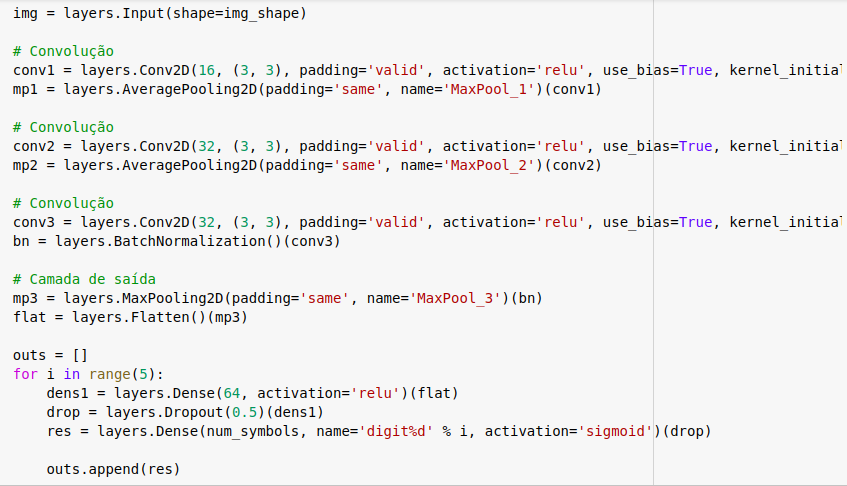 img = layers.Input(shape=img_shape)
# Convolução
conv1 = layers.Conv2D(16, (3, 3), padding='valid', activation='relu', use_bias=True, kernel_initial
mp1 = layers.AveragePooling2D(padding='same', name='MaxPool_1')(conv1)
# Convolução
conv2 = layers.Conv2D(32, (3, 3), padding='valid', activation='relu', use_bias=True, kernel_initial
mp2 = layers.AveragePooling2D(padding='same', name='MaxPool_2')(conv2)
# Convolução
conv3 = layers.Conv2D(32, (3, 3), padding='valid', activation='relu', use_bias=True, kernel_initial
bn = layers.BatchNormalization()(conv3)
# Camada de saída
mp3 = layers.MaxPooling2D(padding='same', name='MaxPool_3')(bn)
flat = layers.Flatten()(mp3)
outs = []
for i in range(5):
    dens1 = layers.Dense(64, activation='relu')(flat)
    drop = layers.Dropout(0.5)(dens1)
    res = layers.Dense(num_symbols, name='digit%d' % i, activation='sigmoid')(drop)
    outs.append(res)